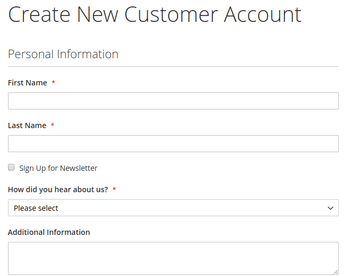 Create New Customer Account
Personal Information
First Name *
Last Name *
Sign Up for Newsletter
How did you hear about us? *
Please select
Additional Information